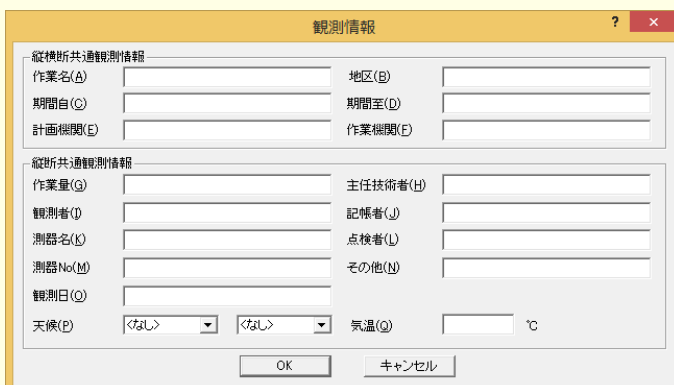 観測情報
? ×
縦横断共通観測情報
作業名(A) 地区(B)
期間自(C) 期間至(D)
計画機関(E) 作業機関(F)
縦断共通観測情報
作業量(G) 主任技術者(H)
観測者(I) 記帳者(J)
測器名(K) 点検者(L)
測器No(M) その他(N)
観測日(O)
天候(P) <なし> <なし> 気温(Q) ℃
OK キャンセル